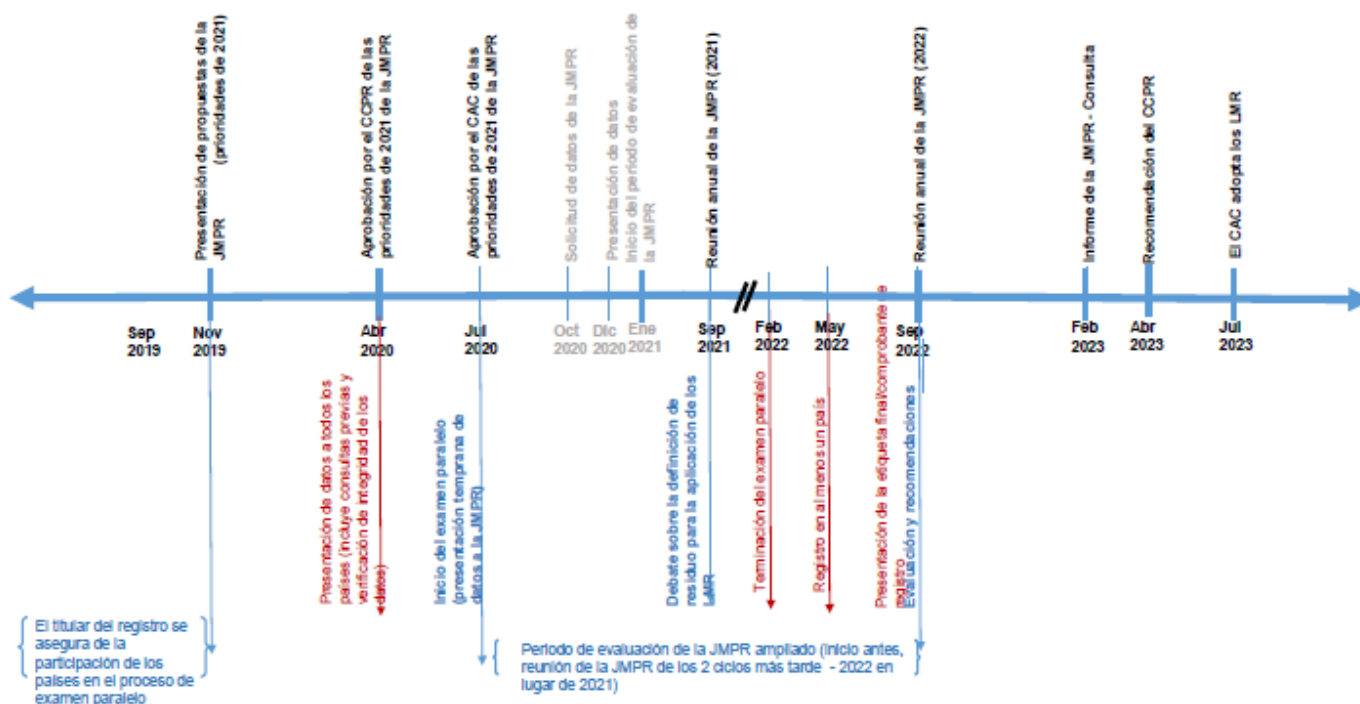 Presentación de propuestas de la
JMPR (prioridades de 2021)
Aprobación por el CCPR de las
prioridades de 2021 de la JMPR
Aprobación por el CAC de las
prioridades de 2021 de la JMPR
Solicitud de datos de la JMPR
Presentación de datos
Inicio del período de evaluación de
la JMPR
Reunión anual de la JMPR (2021)
Reunión anual de la JMPR (2022)
Informe de la JMPR - Consulta
Recomendación del CCPR
El CAC adopta los LMR
Sep
2019
Nov
2019
Abr
2020
Jul
2020
Oct
2020
Dic
2020
Ene
2021
Sep
2021
Feb
2022
May
2022
Sep
2022
Feb
2023
Abr
2023
Jul
2023
Presentación de datos a todos los
países (incluye consultas previas y
verificación de integridad de los
datos)
Inicio del examen paralelo
(presentación temprana de
datos a la JMPR)
Debate sobre la definición de
residuo para la aplicación de los
LMR
Terminación del examen paralelo
Registro en al menos un país
Presentación de la etiqueta final/comprobante de
registro
Evaluación y recomendaciones
El titular del registro se
asegura de la
participación de los
países en el proceso de
examen paralelo
Periodo de evaluación de la JMPR ampliado (inicio antes,
reunión de la JMPR de los 2 ciclos más tarde - 2022 en
lugar de 2021)